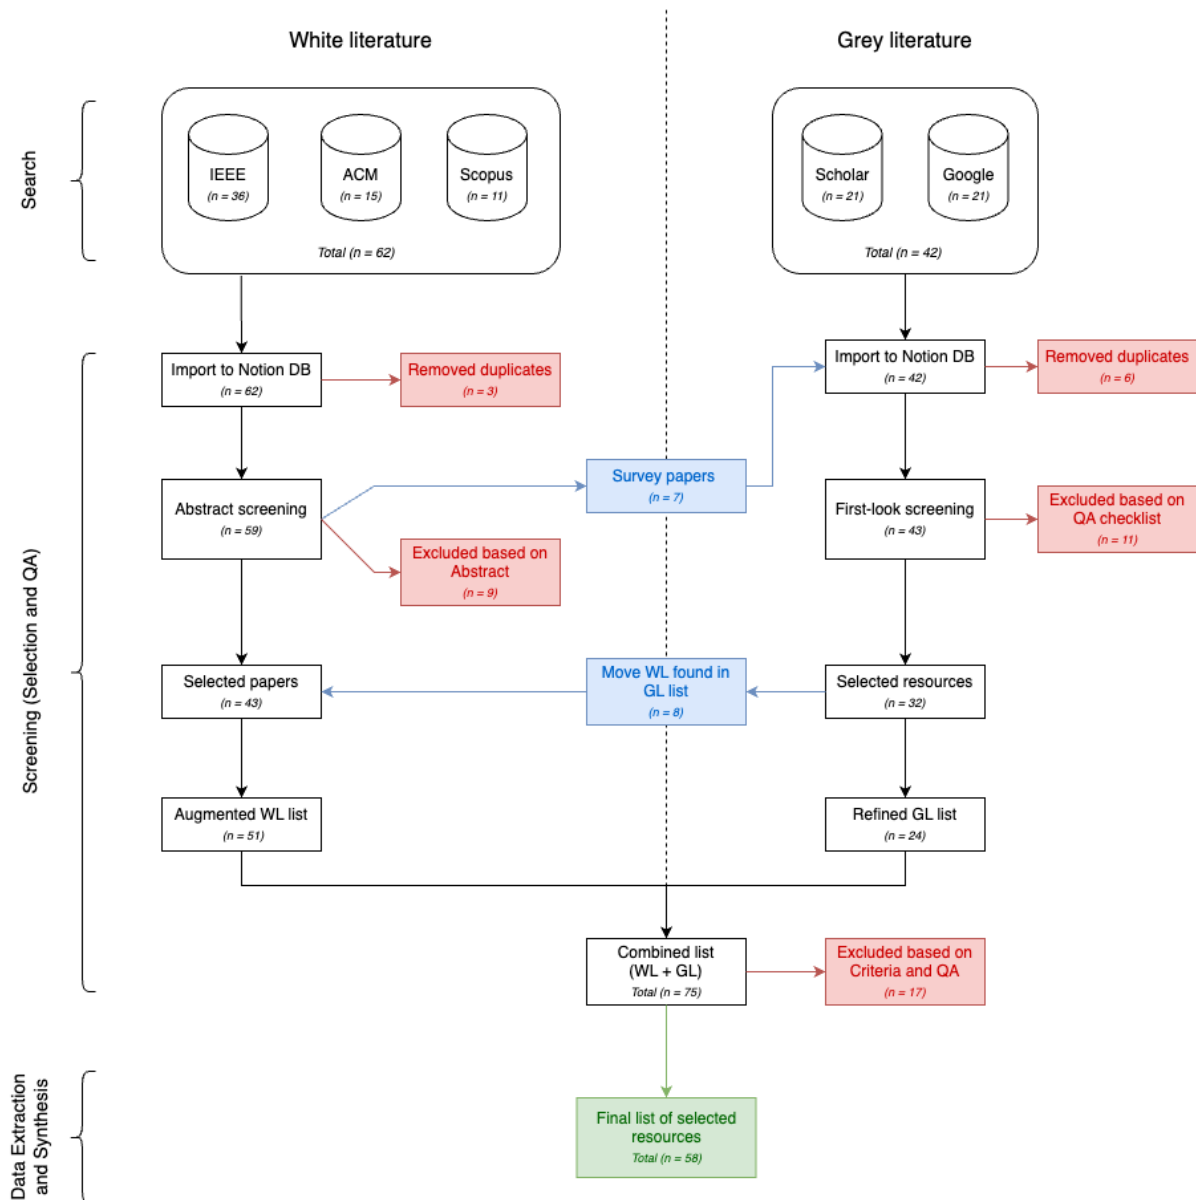 White literature
Grey literature
Search
IEEE
(n = 36)
ACM
(n = 15)
Scopus
(n = 11)
Total (n = 62)
Scholar
(n = 21)
Google
(n = 21)
Total (n = 42)
Screening (Selection and QA)
Import to Notion DB
(n = 62)
Removed duplicates
(n = 3)
Import to Notion DB
(n = 42)
Removed duplicates
(n = 6)
Survey papers
(n = 7)
Abstract screening
(n = 59)
Excluded based on
Abstract
(n = 9)
First-look screening
(n = 43)
Excluded based on
QA checklist
(n = 11)
Selected papers
(n = 43)
Move WL found in
GL list
(n = 8)
Selected resources
(n = 32)
Augmented WL list
(n = 51)
Refined GL list
(n = 24)
Combined list
(WL + GL)
Total (n = 75)
Excluded based on
Criteria and QA
(n = 17)
Data Extraction
and Synthesis
Final list of selected
resources
Total (n = 58)